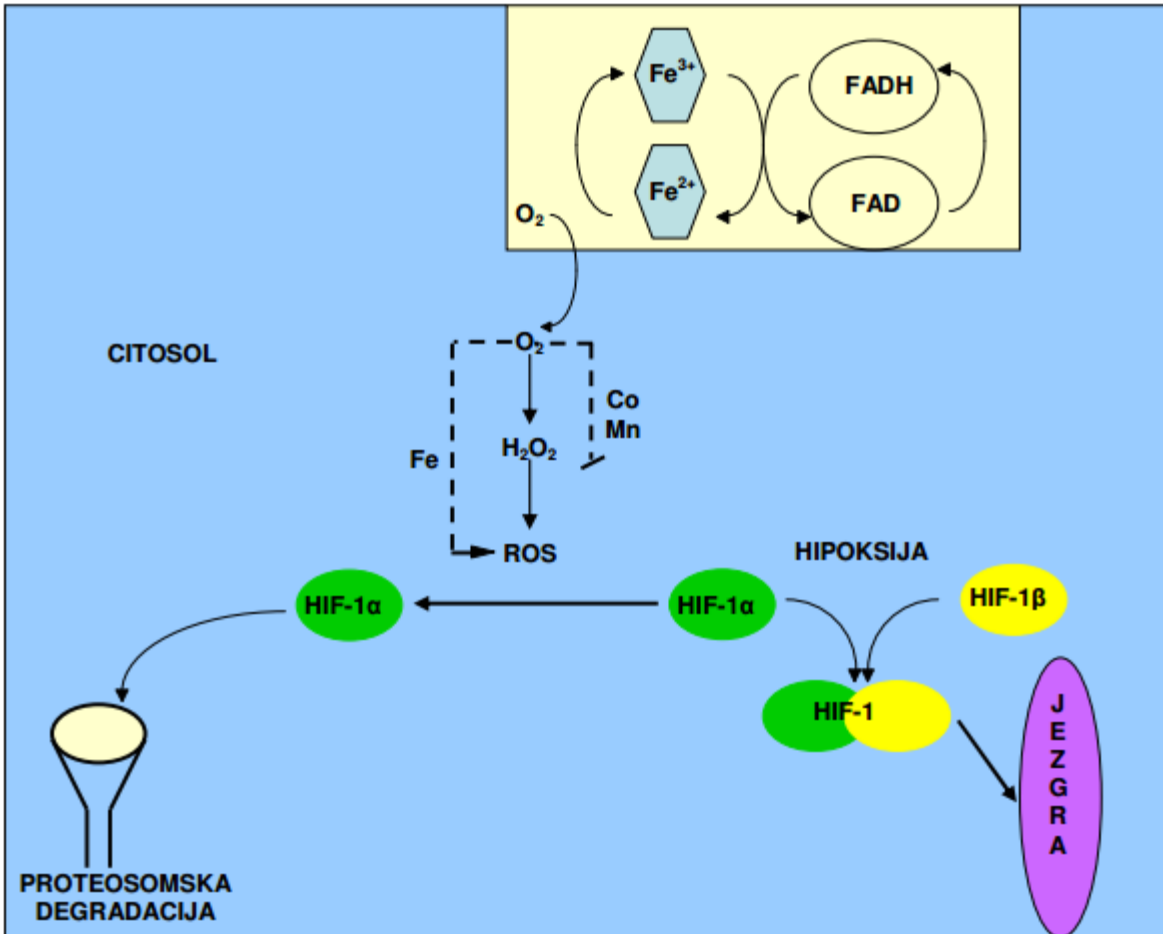 Fe³⁺
FADH
Fe²⁺
FAD
O₂
O₂
CITOSOL
Co
Mn
H₂O₂
Fe
ROS
HIPOKSIJA
HIF-1α
HIF-1α
HIF-1β
HIF-1
J
E
Z
G
R
A
PROTEOSOMSKA
DEGRADACIJA